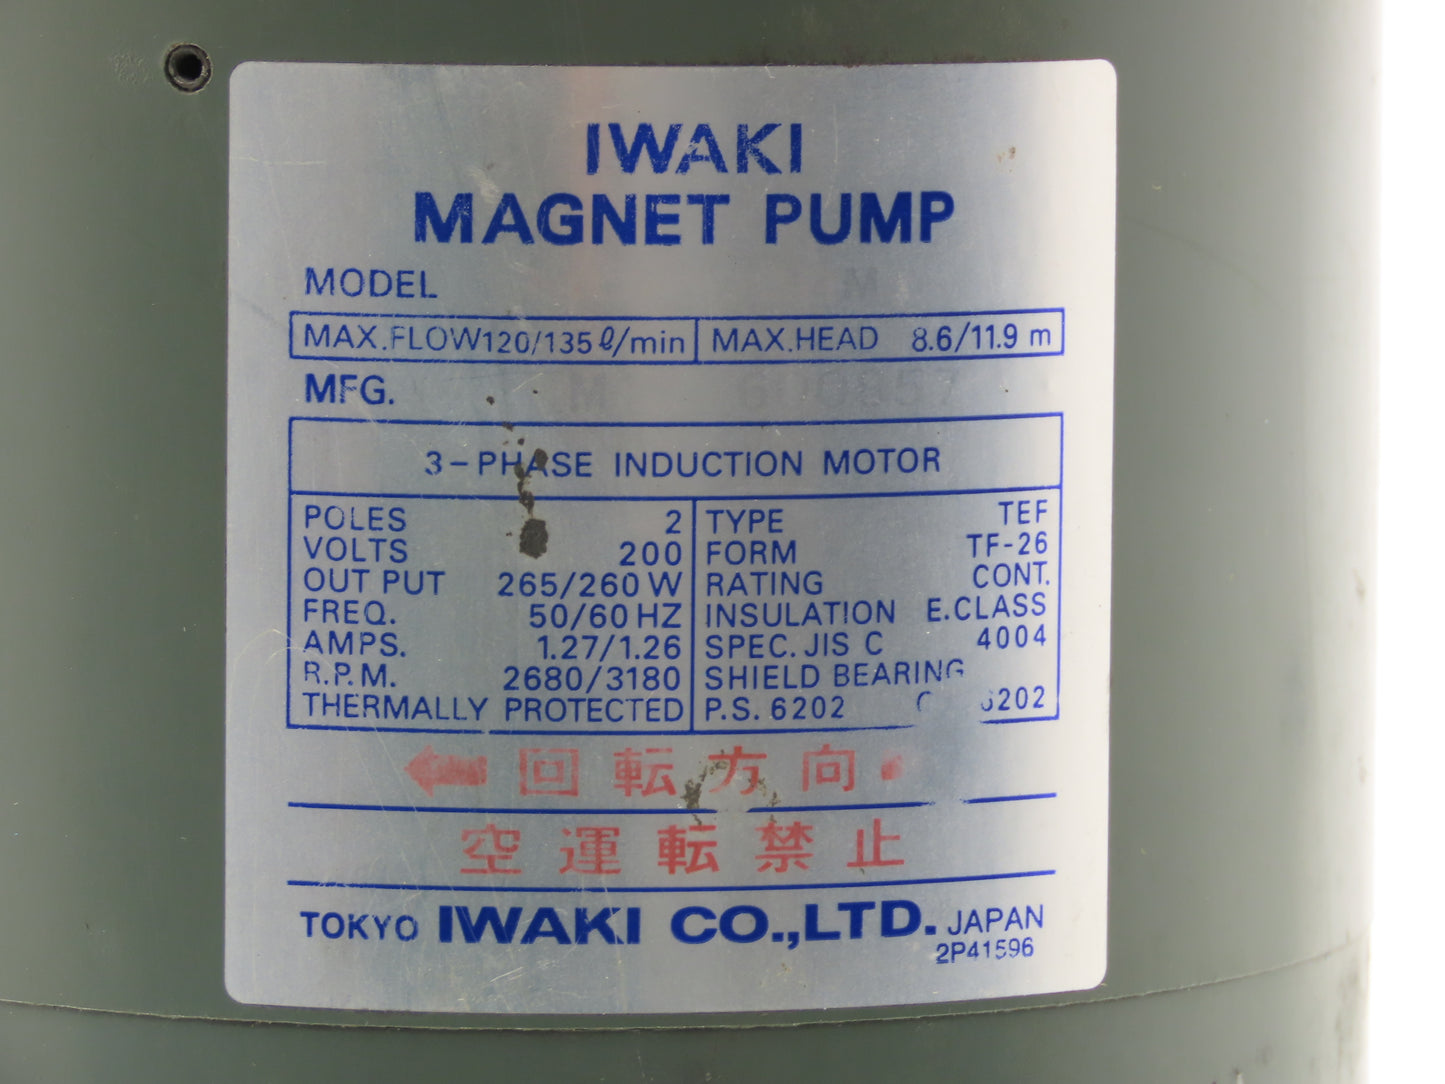 IWAKI
MAGNET PUMP
MODEL
MAX.FLOW 120/135 ℓ/min MAX.HEAD 8.6/11.9 m
MFG.
3-PHASE INDUCTION MOTOR
POLES 2 TYPE TEF
VOLTS 200 FORM TF-26
OUT PUT 265/260 W RATING CONT.
FREQ. 50/60 HZ INSULATION E.CLASS
AMPS. 1.27/1.26 SPEC. JIS C 4004
R.P.M. 2680/3180 SHIELD BEARING
THERMALLY PROTECTED P.S. 6202 6202
回転方向
空運転禁止
TOKYO IWAKI CO.,LTD. JAPAN
2P41596